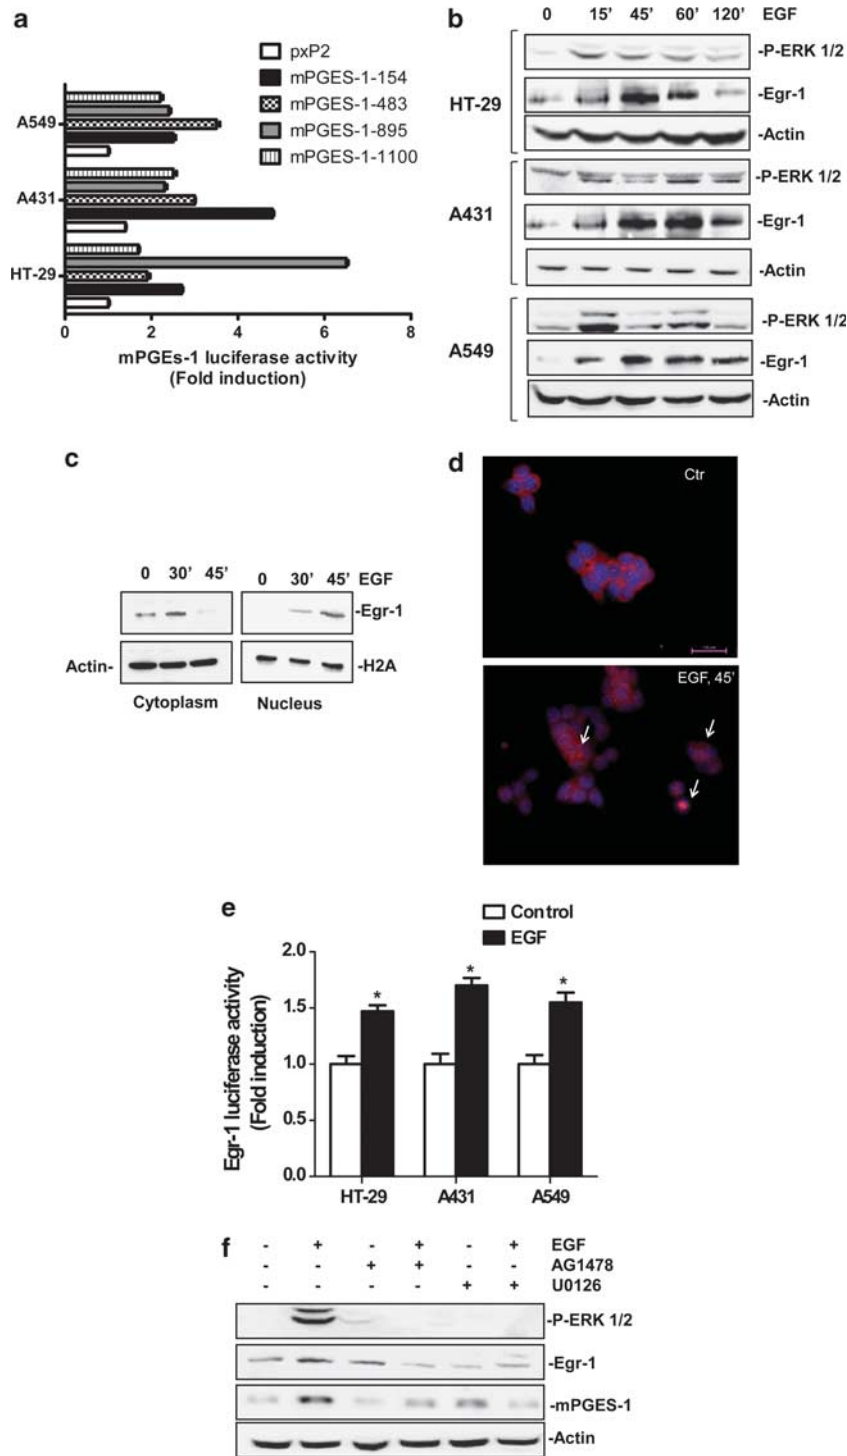 a
pxP2
mPGES-1-154
mPGES-1-483
mPGES-1-895
mPGES-1-1100
A549
A431
HT-29
0 2 4 6 8
mPGEs-1 luciferase activity
(Fold induction)
b
0 15' 45' 60' 120' EGF
HT-29
-P-ERK 1/2
-Egr-1
-Actin
A431
-P-ERK 1/2
-Egr-1
-Actin
A549
-P-ERK 1/2
-Egr-1
-Actin
c
0 30' 45' 0 30' 45' EGF
-Egr-1
Actin- -H2A
Cytoplasm Nucleus
d
Ctr
EGF, 45'
e
Control
EGF
2.0
1.5
1.0
0.5
0.0
Egr-1 luciferase activity
(Fold induction)
* * *
HT-29 A431 A549
f
- + - + - + EGF
- - + + - - AG1478
- - - - + + U0126
-P-ERK 1/2
-Egr-1
-mPGES-1
-Actin